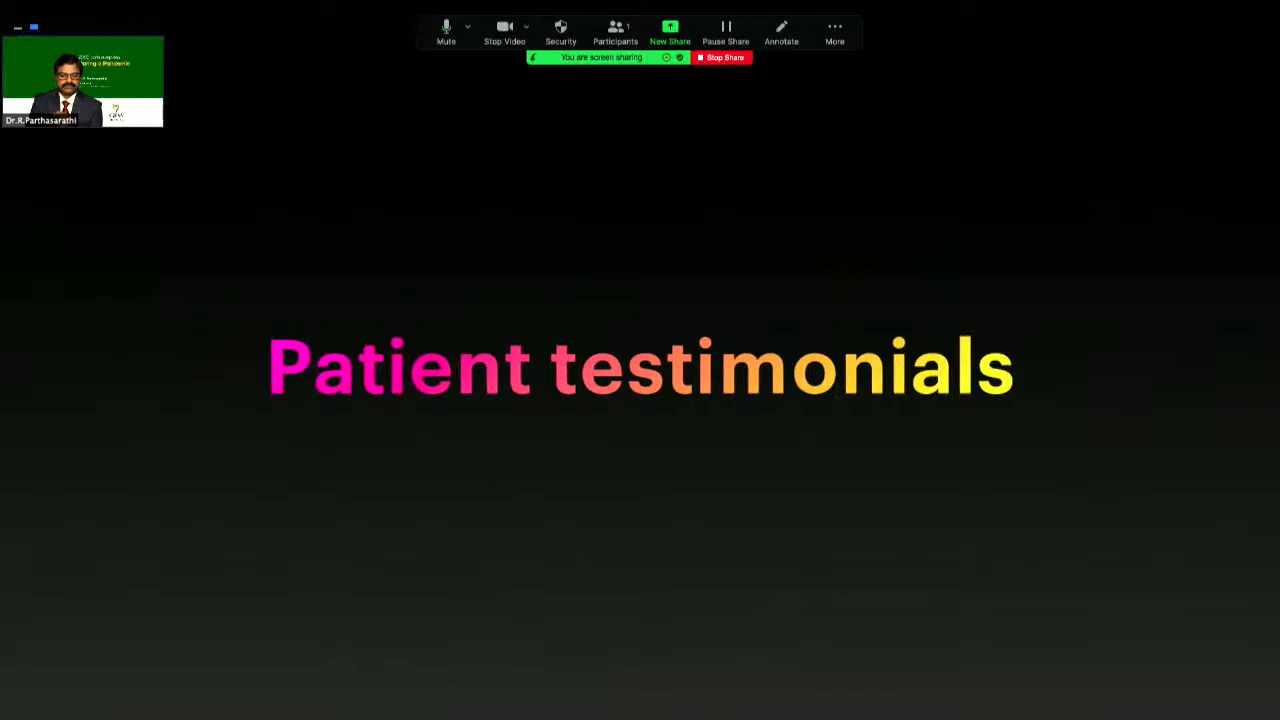 Mute
Stop Video
Security
Participants
1
New Share
Pause Share
Annotate
More
You are screen sharing
Stop Share
Dr.R.Parthasarathi
Patient testimonials